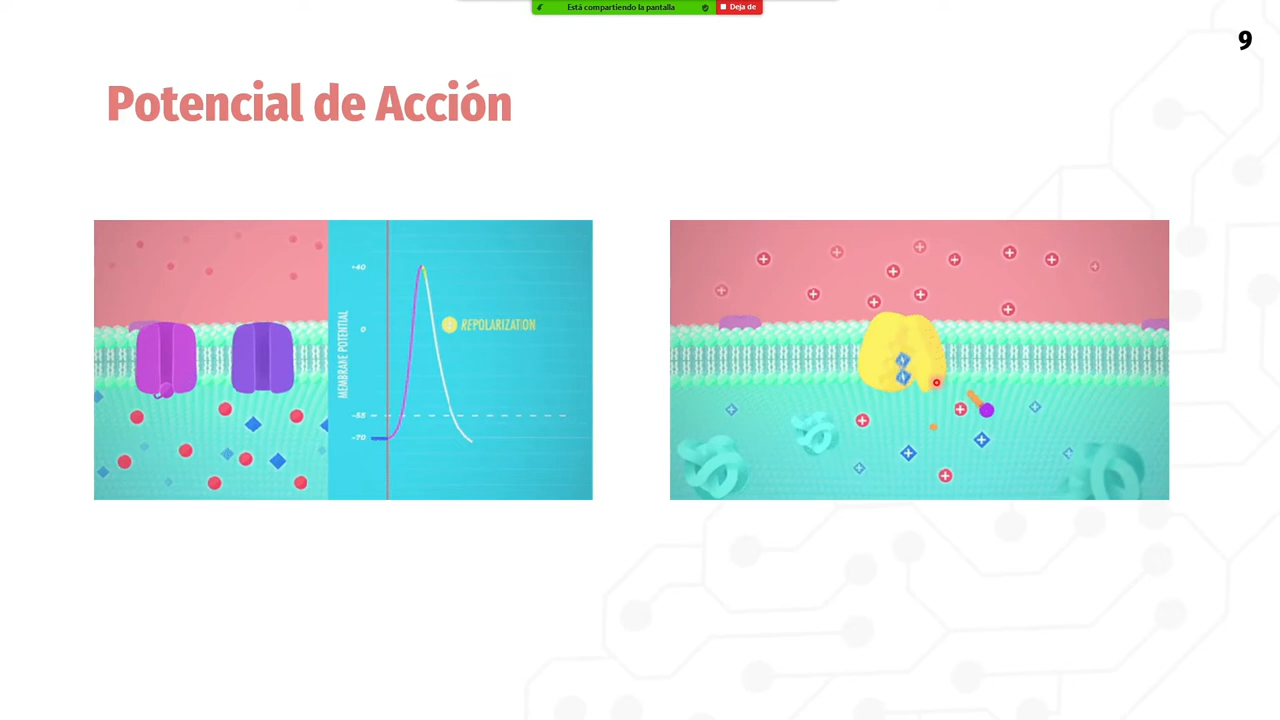 Está compartiendo la pantalla
Deja de
9
Potencial de Acción
+40
0
-55
-70
MEMBRANE POTENTIAL
REPOLARIZATION